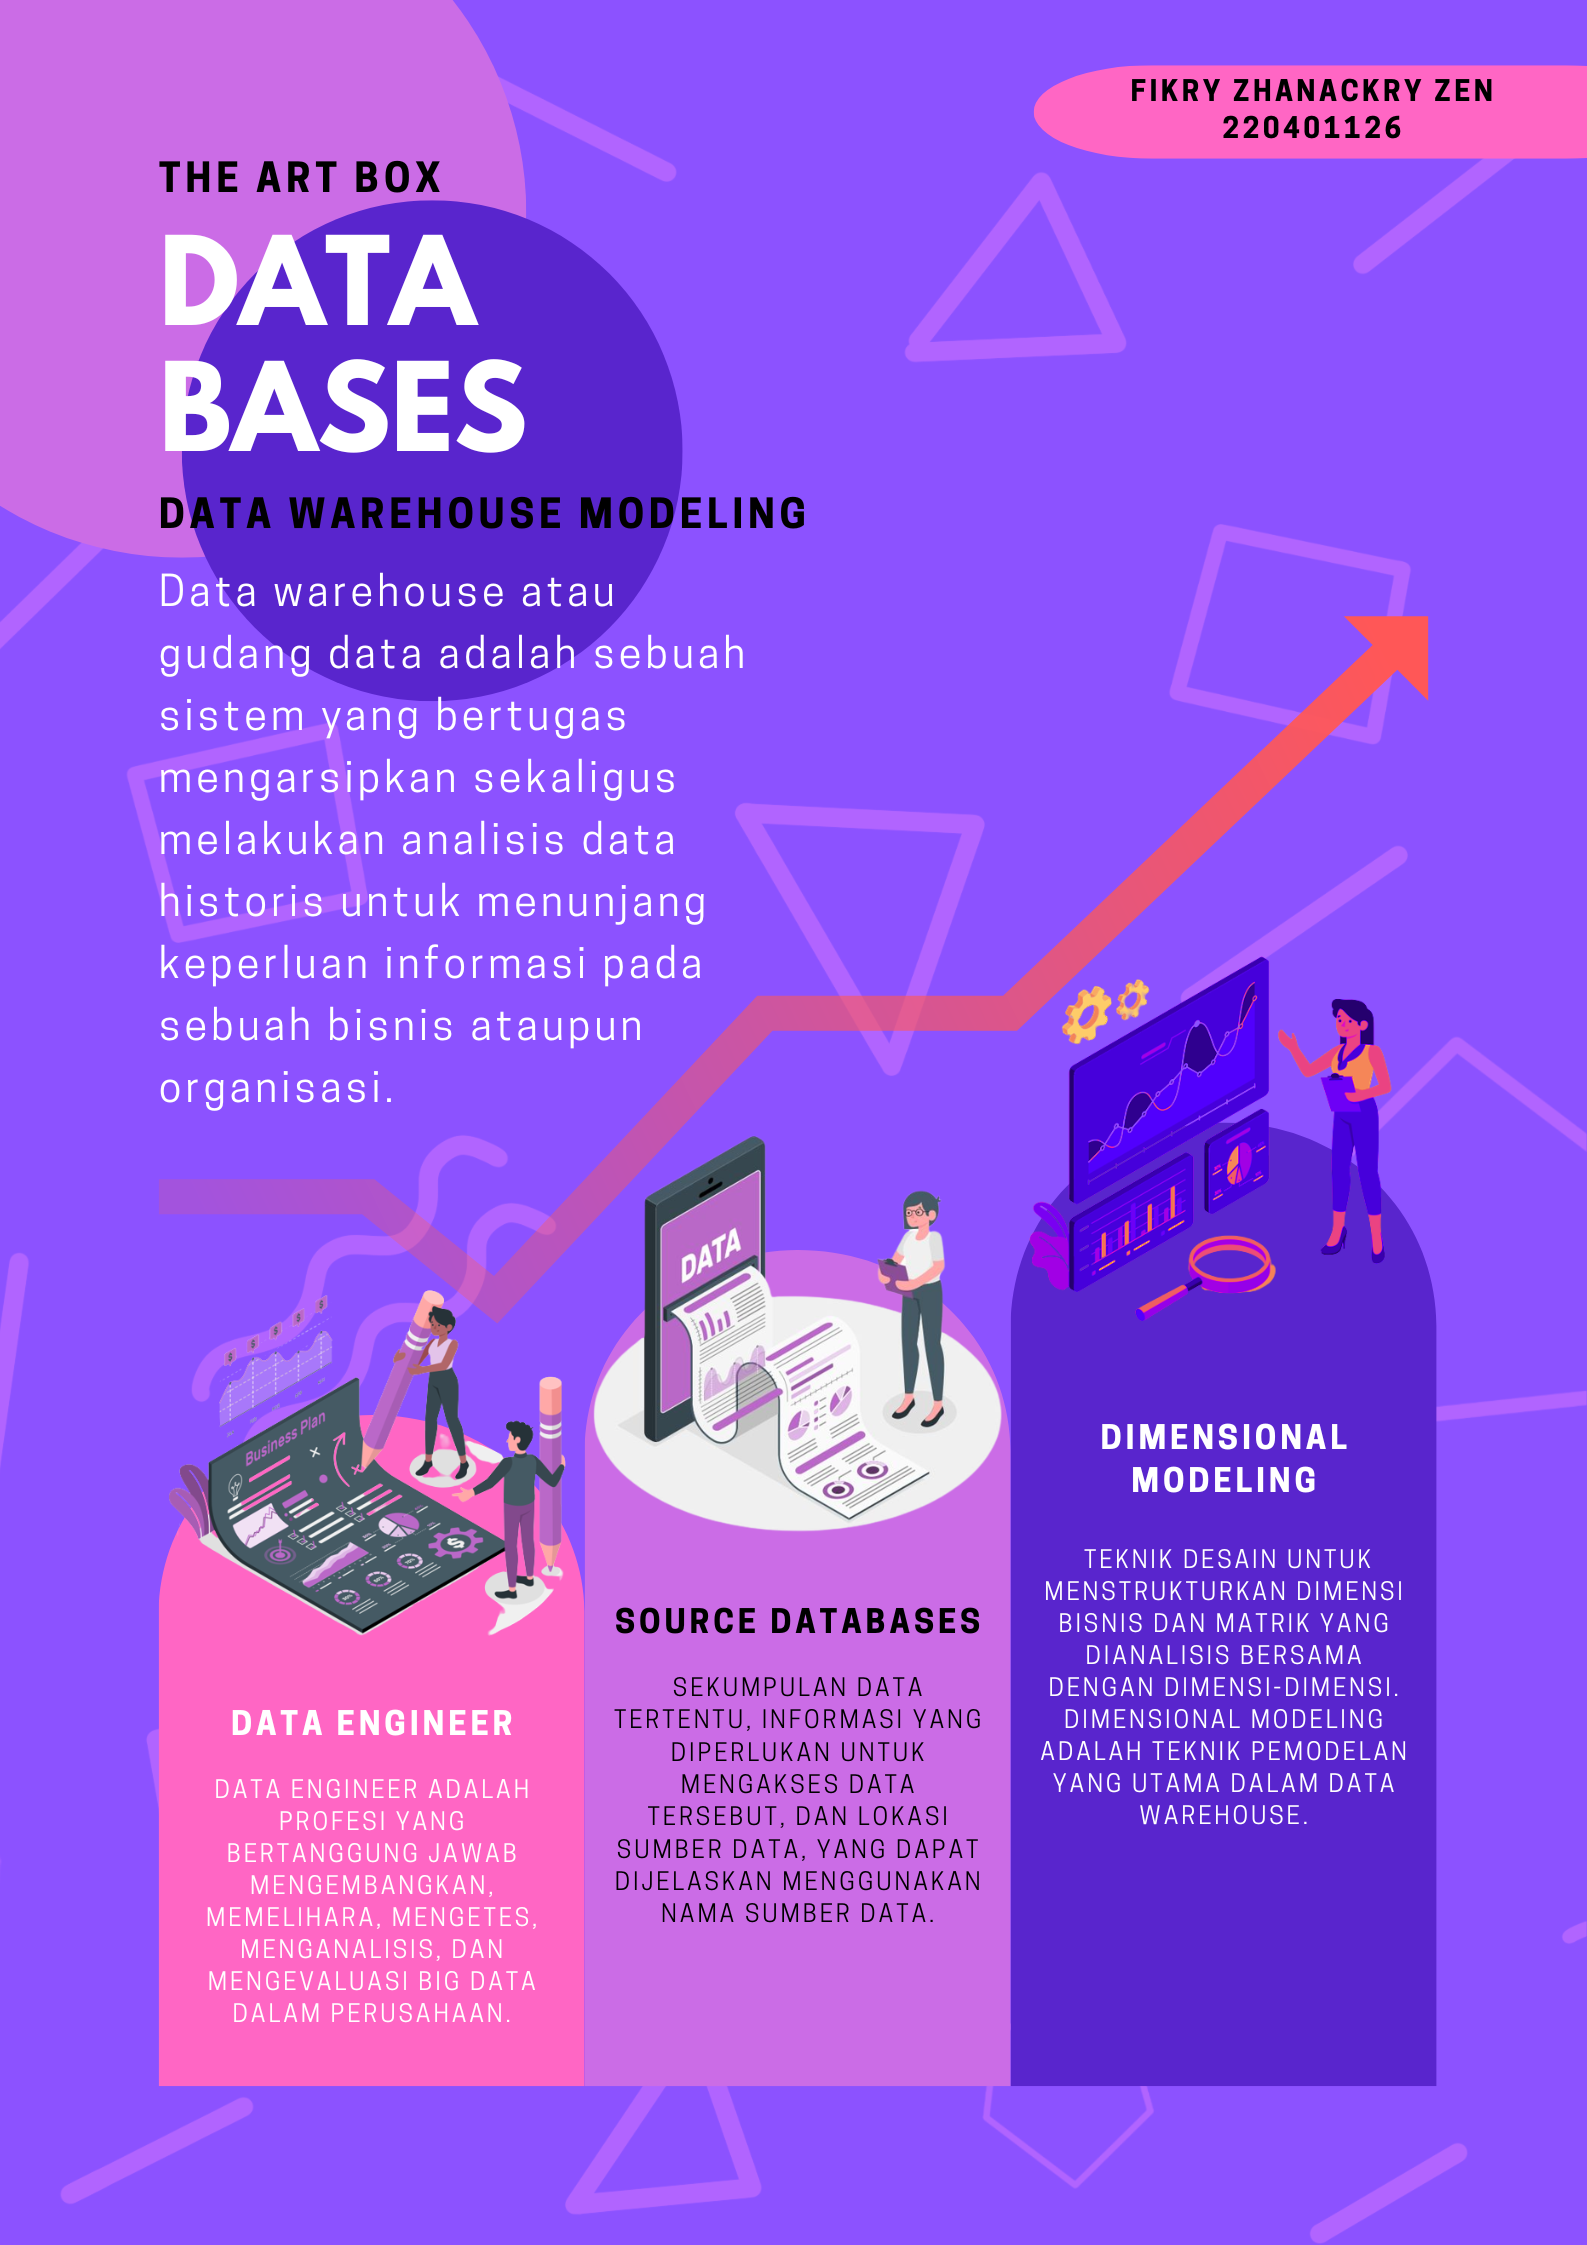 FIKRY ZHANACKRY ZEN
220401126
THE ART BOX
DATA
BASES
DATA WAREHOUSE MODELING
Data warehouse atau
gudang data adalah sebuah
sistem yang bertugas
mengarsipkan sekaligus
melakukan analisis data
historis untuk menunjang
keperluan informasi pada
sebuah bisnis ataupun
organisasi.
Business Plan
DATA ENGINEER
DATA ENGINEER ADALAH
PROFESI YANG
BERTANGGUNG JAWAB
MENGEMBANGKAN,
MEMELIHARA, MENGETES,
MENGANALISIS, DAN
MENGEVALUASI BIG DATA
DALAM PERUSAHAAN.
DATA
SOURCE DATABASES
SEKUMPULAN DATA
TERTENTU, INFORMASI YANG
DIPERLUKAN UNTUK
MENGAKSES DATA
TERSEBUT, DAN LOKASI
SUMBER DATA, YANG DAPAT
DIJELASKAN MENGGUNAKAN
NAMA SUMBER DATA.
DIMENSIONAL
MODELING
TEKNIK DESAIN UNTUK
MENSTRUKTURKAN DIMENSI
BISNIS DAN MATRIK YANG
DIANALISIS BERSAMA
DENGAN DIMENSI-DIMENSI.
DIMENSIONAL MODELING
ADALAH TEKNIK PEMODELAN
YANG UTAMA DALAM DATA
WAREHOUSE.